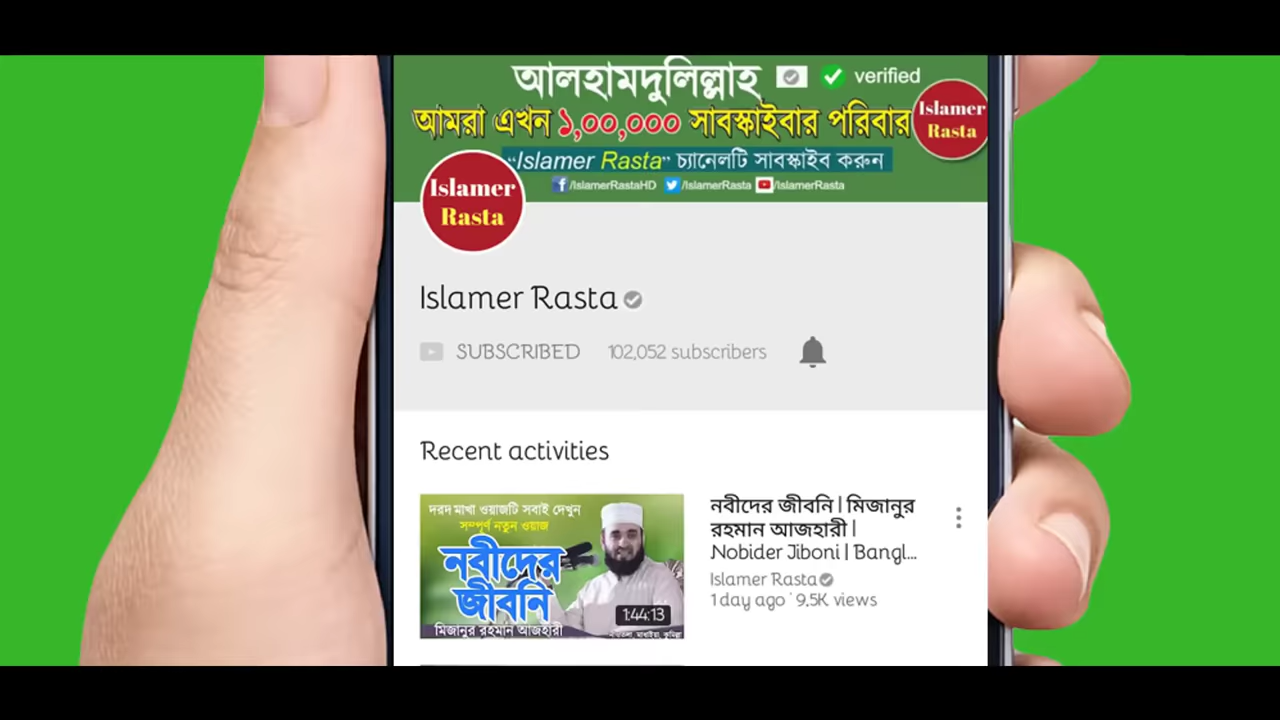 আলহামদুলিল্লাহ verified
আমরা এখন ১,০০,০০০ সাবস্কাইবার পরিবার
Islamer
Rasta
“Islamer Rasta” চ্যানেলটি সাবস্কাইব করুন
/IslamerRastaHD /IslamerRasta /IslamerRasta
Islamer
Rasta
Islamer Rasta
SUBSCRIBED 102,052 subscribers
Recent activities
দরদ মাখা ওয়াজটি সবাই দেখুন
সম্পূর্ণ নতুন ওয়াজ
নবীদের
জীবনি
1:44:13
মিজানুর রহমান আজহারী
নবীদের জীবনি | মিজানুর
রহমান আজহারী |
Nobider Jiboni | Bangl...
Islamer Rasta
1 day ago · 9.5K views